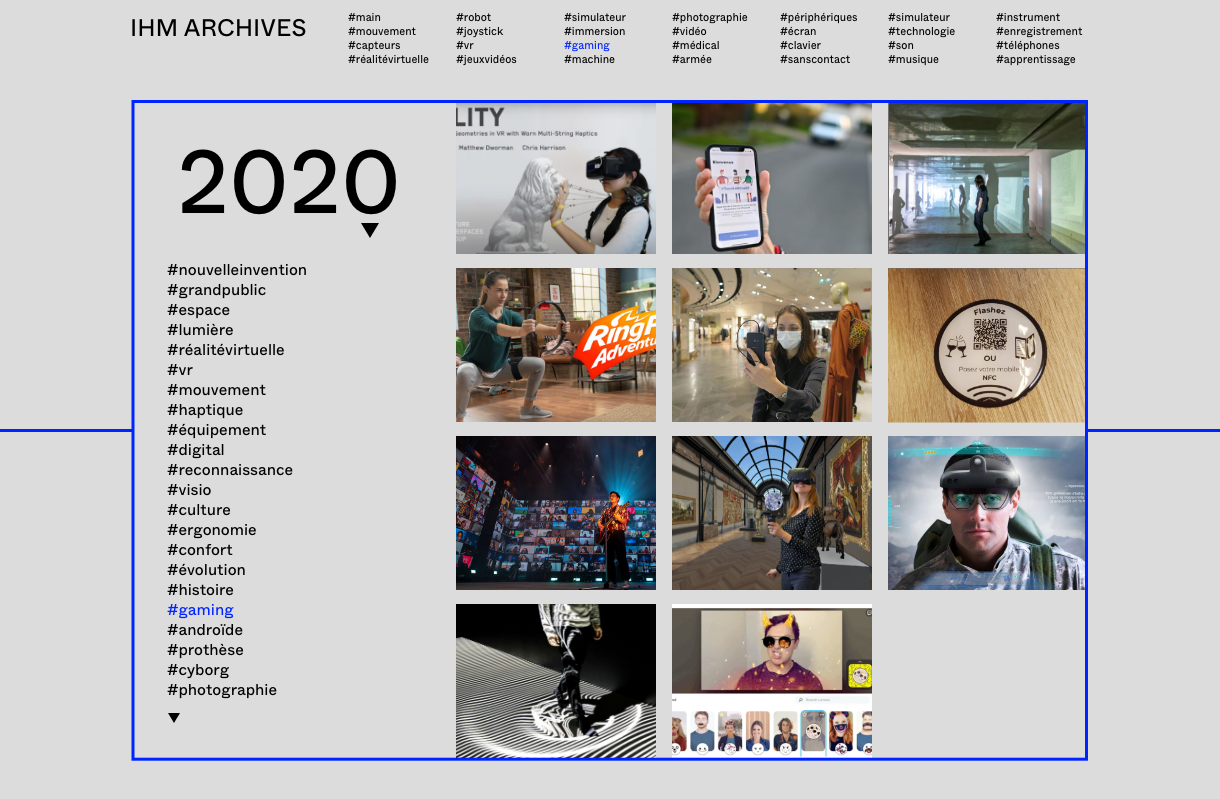 IHM ARCHIVES
#main
#mouvement
#capteurs
#réalitévirtuelle
#robot
#joystick
#vr
#jeuxvidéos
#simulateur
#immersion
#gaming
#machine
#photographie
#vidéo
#médical
#armée
#périphériques
#écran
#clavier
#sanscontact
#simulateur
#technologie
#son
#musique
#instrument
#enregistrement
#téléphones
#apprentissage
2020
#nouvelleinvention
#grandpublic
#espace
#lumière
#réalitévirtuelle
#vr
#mouvement
#haptique
#équipement
#digital
#reconnaissance
#visio
#culture
#ergonomie
#confort
#évolution
#histoire
#gaming
#androïde
#prothèse
#cyborg
#photographie
LITY
Geometries in VR with Worn Multi-String Haptics
Matthew Dworman Chris Harrison
Bienvenue
RingF
Adventu
Flashez
OU
Posez votre mobile
NFC